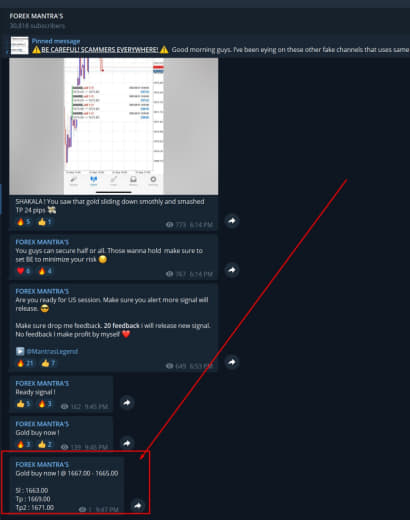 FOREX MANTRA'S
30,818 subscribers
Pinned message
⚠️BE CAREFUL! SCAMMERS EVERYWHERE! ⚠️ Good morning guys. I've been eying on these other fake channels that uses same
SHAKALA ! You saw that gold sliding down smothly and smashed
TP 24 pips 💸
🔥 5 👍 1
773 6:14 PM
FOREX MANTRA'S
You guys can secure half or all. Those wanna hold make sure to
set BE to minimize your risk 😊
❤️ 6 🔥 4
767 6:14 PM
FOREX MANTRA'S
Are you ready for US session. Make sure you alert more signal will
release. 😎
Make sure drop me feedback. 20 feedback i will release new signal.
No feedback i make profit by myself ❤️
▶️ @MantrasLegend
🔥 21 👍 7
649 6:53 PM
FOREX MANTRA'S
Ready signal !
👍 5 🔥 3 162 9:45 PM
FOREX MANTRA'S
Gold buy now !
🔥 3 👍 2 139 9:46 PM
FOREX MANTRA'S
Gold buy now ! @ 1667.00 - 1665.00
Sl : 1663.00
Tp : 1669.00
Tp2 : 1671.00
1 9:47 PM